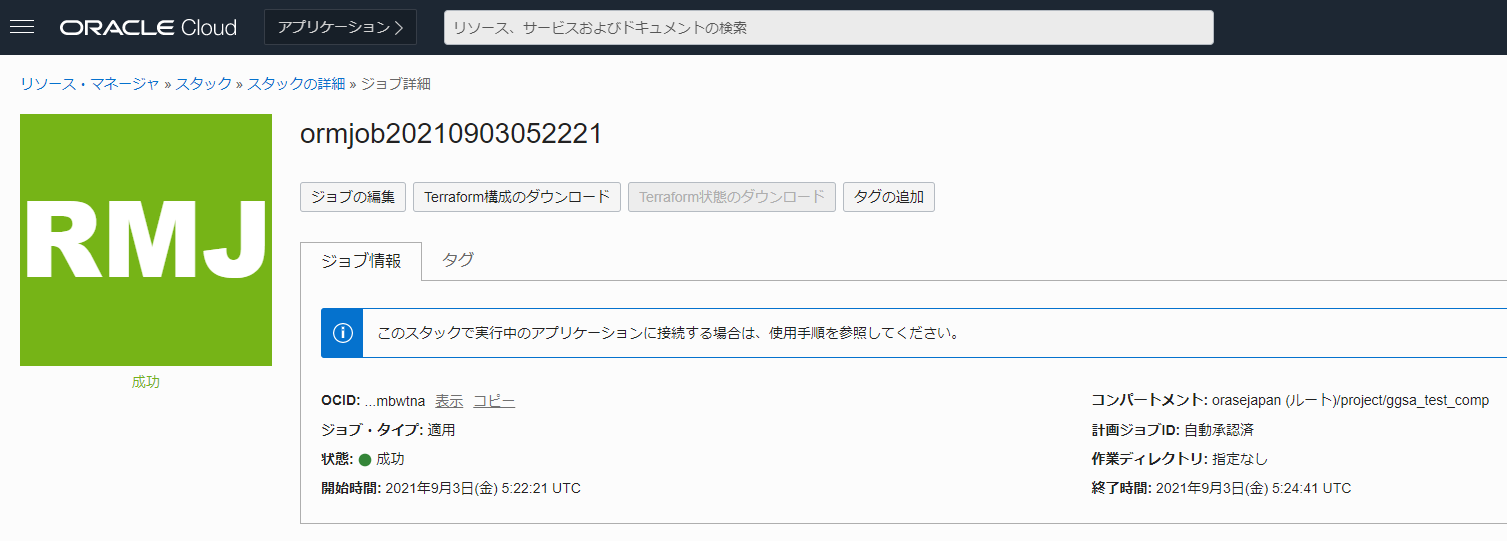 ORACLE Cloud アプリケーション リソース、サービスおよびドキュメントの検索
リソース・マネージャ » スタック » スタックの詳細 » ジョブ詳細
RMJ
成功
ormjob20210903052221
ジョブの編集 Terraform構成のダウンロード Terraform状態のダウンロード タグの追加
ジョブ情報 タグ
このスタックで実行中のアプリケーションに接続する場合は、使用手順を参照してください。
OCID: ...mbwtna 表示 コピー
ジョブ・タイプ: 適用
状態: 成功
開始時間: 2021年9月3日(金) 5:22:21 UTC
コンパートメント: orasejapan (ルート)/project/ggsa_test_comp
計画ジョブID: 自動承認済
作業ディレクトリ: 指定なし
終了時間: 2021年9月3日(金) 5:24:41 UTC